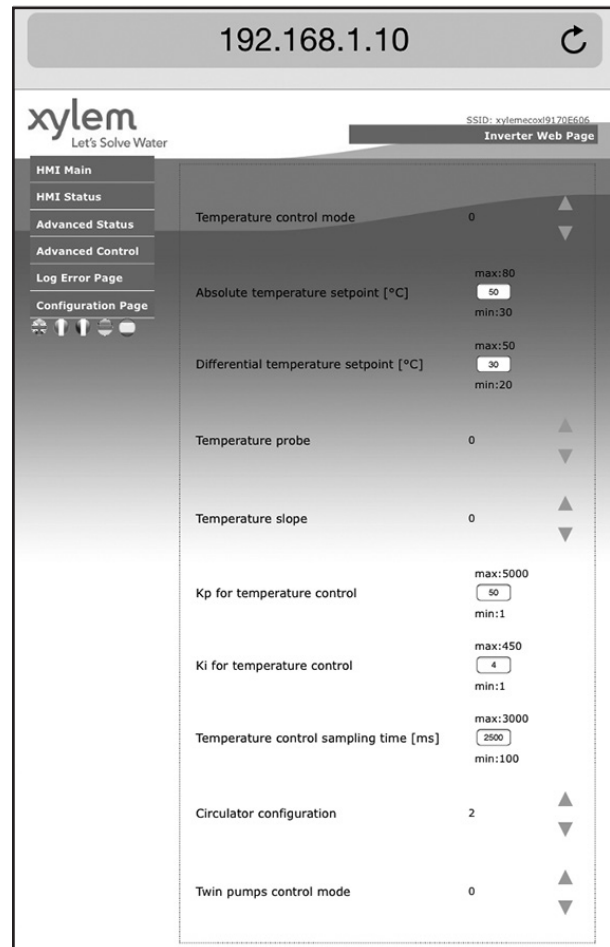 192.168.1.10
xylem
Let's Solve Water
SSID: xylemecoxl9170E606
Inverter Web Page
HMI Main
HMI Status
Advanced Status
Advanced Control
Log Error Page
Configuration Page
Temperature control mode 0
max:80
Absolute temperature setpoint [°C] 50
min:30
max:50
Differential temperature setpoint [°C] 30
min:20
Temperature probe 0
Temperature slope 0
max:5000
Kp for temperature control 50
min:1
max:450
Ki for temperature control 4
min:1
max:3000
Temperature control sampling time [ms] 2500
min:100
Circulator configuration 2
Twin pumps control mode 0